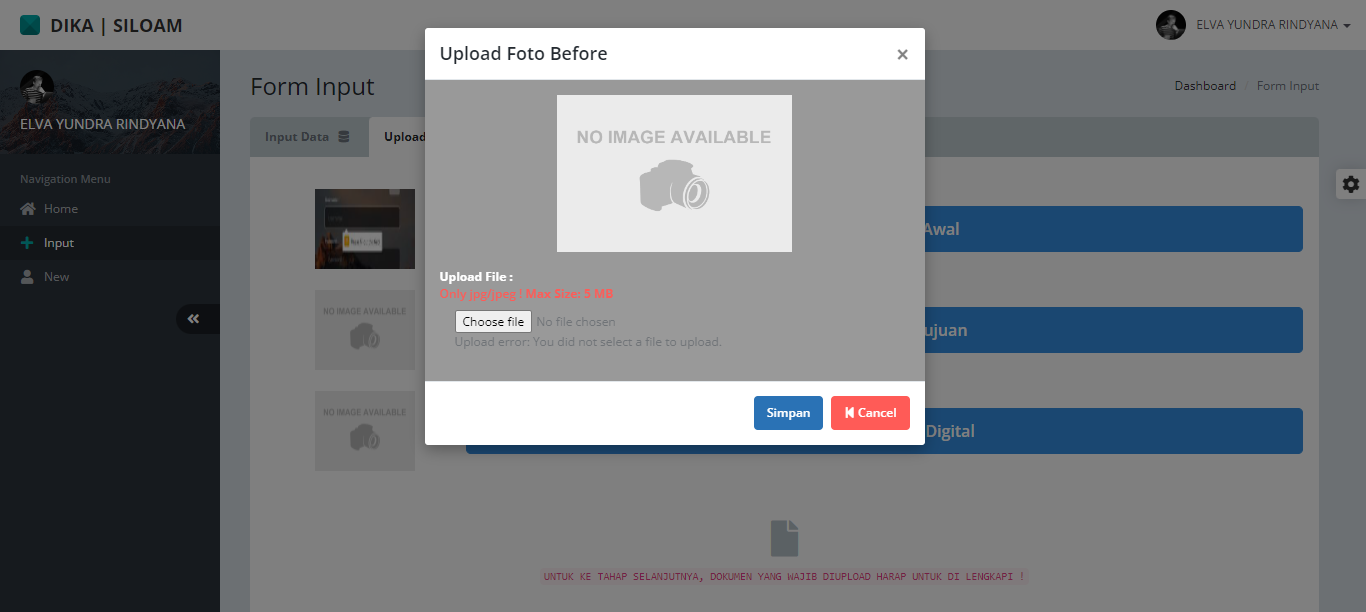 DIKA | SILOAM
ELVA YUNDRA RINDYANA
Upload Foto Before
×
Form Input
Dashboard / Form Input
ELVA YUNDRA RINDYANA
Input Data
Upload
NO IMAGE AVAILABLE
Navigation Menu
Home
Input
New
Awal
Upload File :
Only jpg/jpeg ! Max Size: 5 MB
Choose file No file chosen
Upload error: You did not select a file to upload.
NO IMAGE AVAILABLE
ujuan
Simpan
Cancel
NO IMAGE AVAILABLE
Digital
UNTUK KE TAHAP SELANJUTNYA, DOKUMEN YANG WAJIB DIUPLOAD HARAP UNTUK DI LENGKAPI !